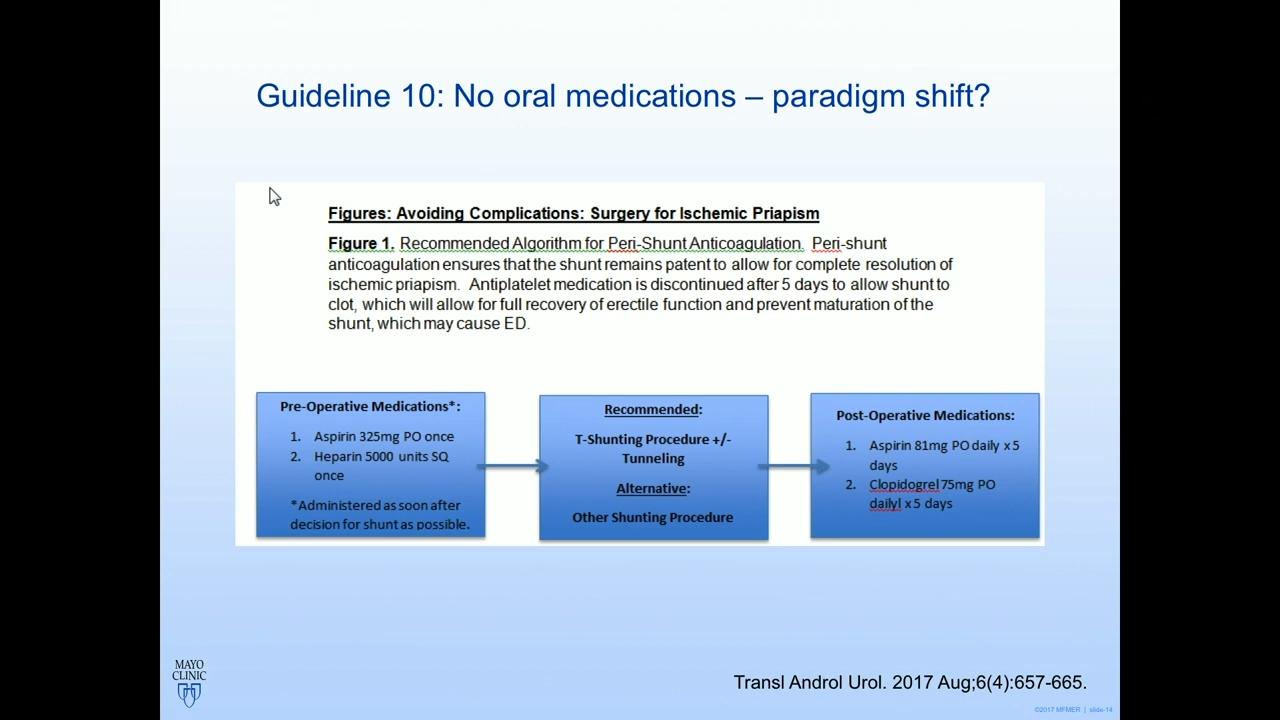 Guideline 10: No oral medications – paradigm shift?
Figures: Avoiding Complications: Surgery for Ischemic Priapism
Figure 1. Recommended Algorithm for Peri-Shunt Anticoagulation. Peri-shunt
anticoagulation ensures that the shunt remains patent to allow for complete resolution of
ischemic priapism. Antiplatelet medication is discontinued after 5 days to allow shunt to
clot, which will allow for full recovery of erectile function and prevent maturation of the
shunt, which may cause ED.
Pre-Operative Medications*:
1. Aspirin 325mg PO once
2. Heparin 5000 units SQ
once
*Administered as soon after
decision for shunt as possible.
Recommended:
T-Shunting Procedure +/-
Tunneling
Alternative:
Other Shunting Procedure
Post-Operative Medications:
1. Aspirin 81mg PO daily x 5
days
2. Clopidogrel 75mg PO
dailyl x 5 days
MAYO
CLINIC
Transl Androl Urol. 2017 Aug;6(4):657-665.
©2017 MFMER | slide-14